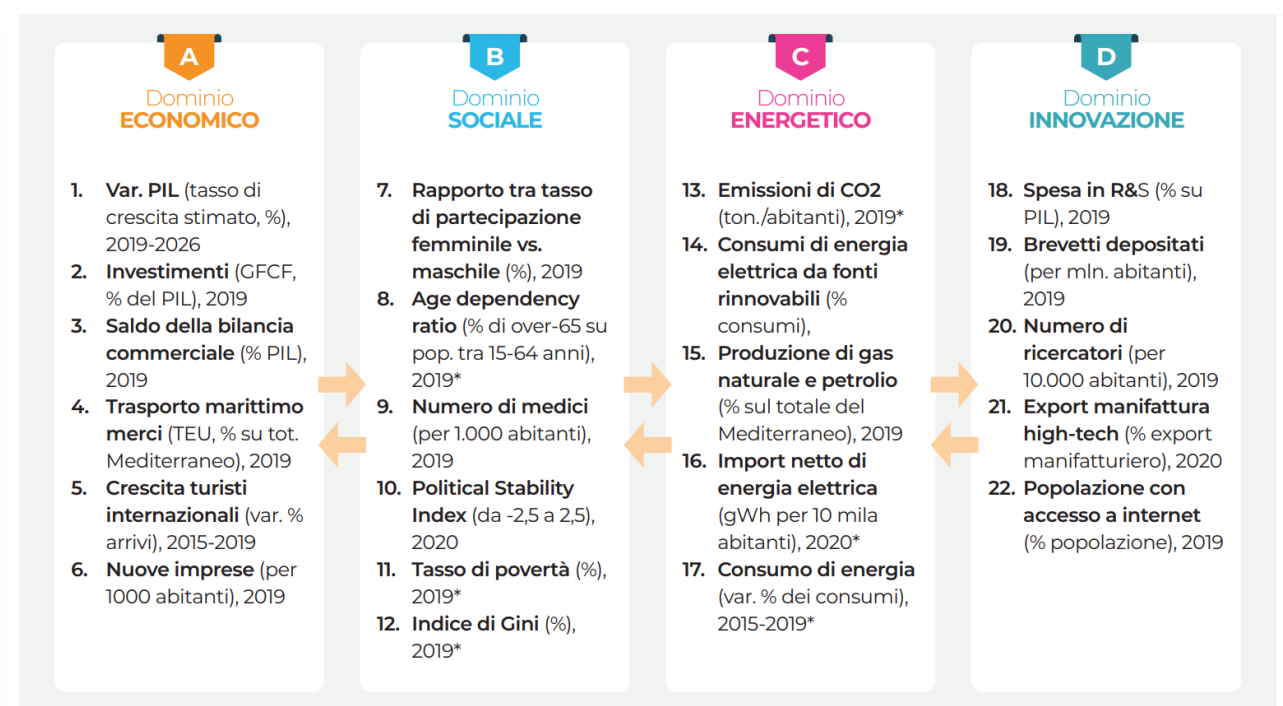 A
Dominio
ECONOMICO
1. Var. PIL (tasso di
crescita stimato, %),
2019-2026
2. Investimenti (GFCF,
% del PIL), 2019
3. Saldo della bilancia
commerciale (% PIL),
2019
4. Trasporto marittimo
merci (TEU, % su tot.
Mediterraneo), 2019
5. Crescita turisti
internazionali (var. %
arrivi), 2015-2019
6. Nuove imprese (per
1000 abitanti), 2019
B
Dominio
SOCIALE
7. Rapporto tra tasso
di partecipazione
femminile vs.
maschile (%), 2019
8. Age dependency
ratio (% di over-65 su
pop. tra 15-64 anni),
2019*
9. Numero di medici
(per 1.000 abitanti),
2019
10. Political Stability
Index (da -2,5 a 2,5),
2020
11. Tasso di povertà (%),
2019*
12. Indice di Gini (%),
2019*
C
Dominio
ENERGETICO
13. Emissioni di CO2
(ton./abitanti), 2019*
14. Consumi di energia
elettrica da fonti
rinnovabili (%
consumi),
15. Produzione di gas
naturale e petrolio
(% sul totale del
Mediterraneo), 2019
16. Import netto di
energia elettrica
(gWh per 10 mila
abitanti), 2020*
17. Consumo di energia
(var. % dei consumi),
2015-2019*
D
Dominio
INNOVAZIONE
18. Spesa in R&S (% su
PIL), 2019
19. Brevetti depositati
(per mln. abitanti),
2019
20. Numero di
ricercatori (per
10.000 abitanti), 2019
21. Export manifattura
high-tech (% export
manifatturiero), 2020
22. Popolazione con
accesso a internet
(% popolazione), 2019